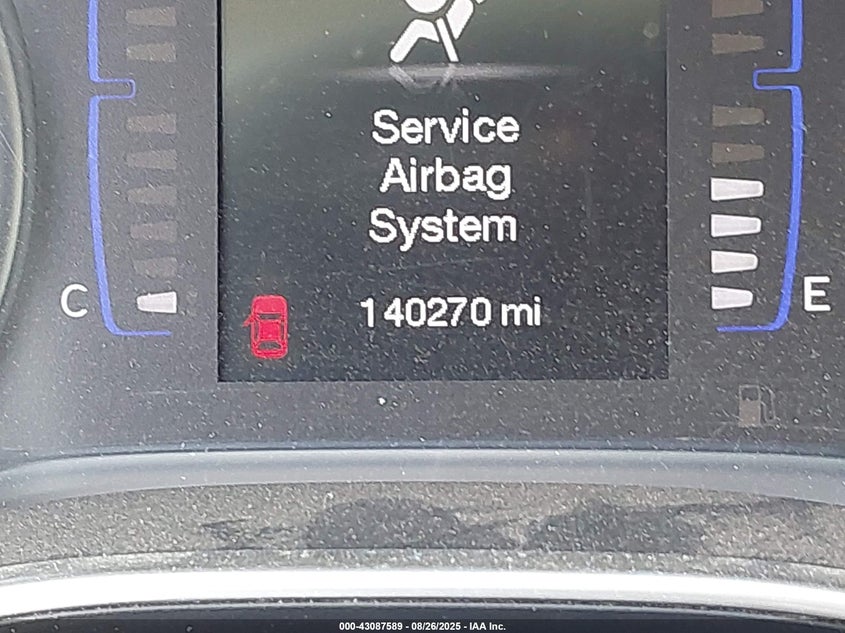 Service
Airbag
System
C
E
140270 mi
000-43087589 - 08/26/2025 - IAA Inc.